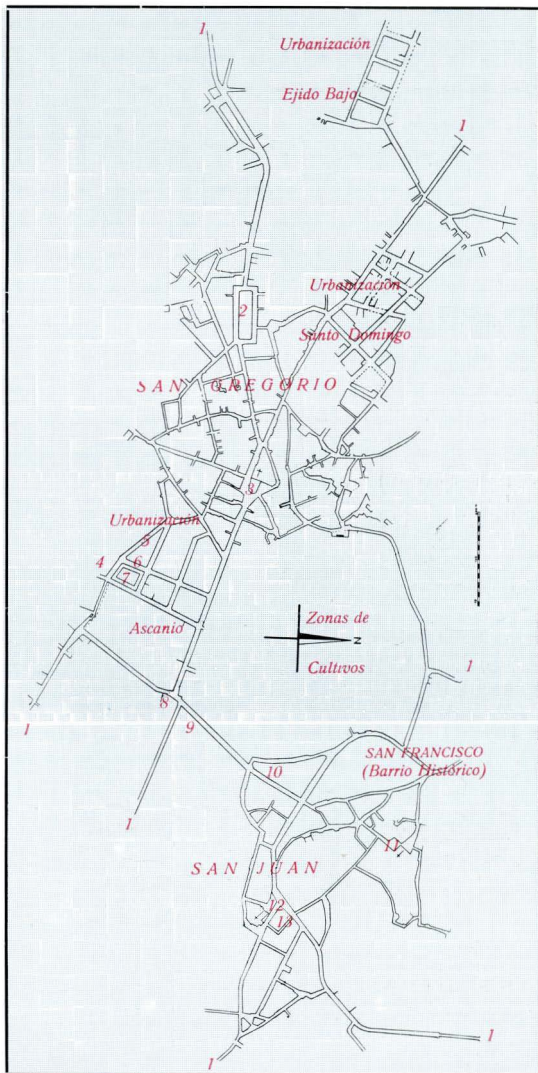 1
Urbanización
Ejido Bajo
1
Urbanización
2
Santo Domingo
SAN GREGORIO
3
Urbanización
5
4
6
7
Ascanio
Zonas de
N
Cultivos
1
8
1
9
SAN FRANCISCO
(Barrio Histórico)
10
1
11
SAN JUAN
12
13
1
1